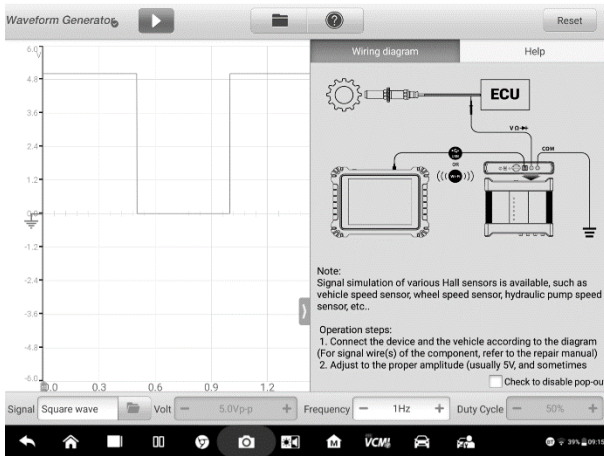 Waveform Generator
Reset
Wiring diagram
Help
6.0
4.8
3.6
2.4
1.2
0.0
-1.2
-2.4
-3.6
-4.8
-6.0
0.0 0.3 0.6 0.9 1.2
ECU
VΩ
COM
OR
Wi-Fi
Note:
Signal simulation of various Hall sensors is available, such as
vehicle speed sensor, wheel speed sensor, hydraulic pump speed
sensor, etc..
Operation steps:
1. Connect the device and the vehicle according to the diagram
(For signal wire(s) of the component, refer to the repair manual)
2. Adjust to the proper amplitude (usually 5V, and sometimes
Check to disable pop-ou
Signal Square wave Volt - 5.0Vp-p + Frequency - 1Hz + Duty Cycle - 50% +
M VCMI 39% 09:15